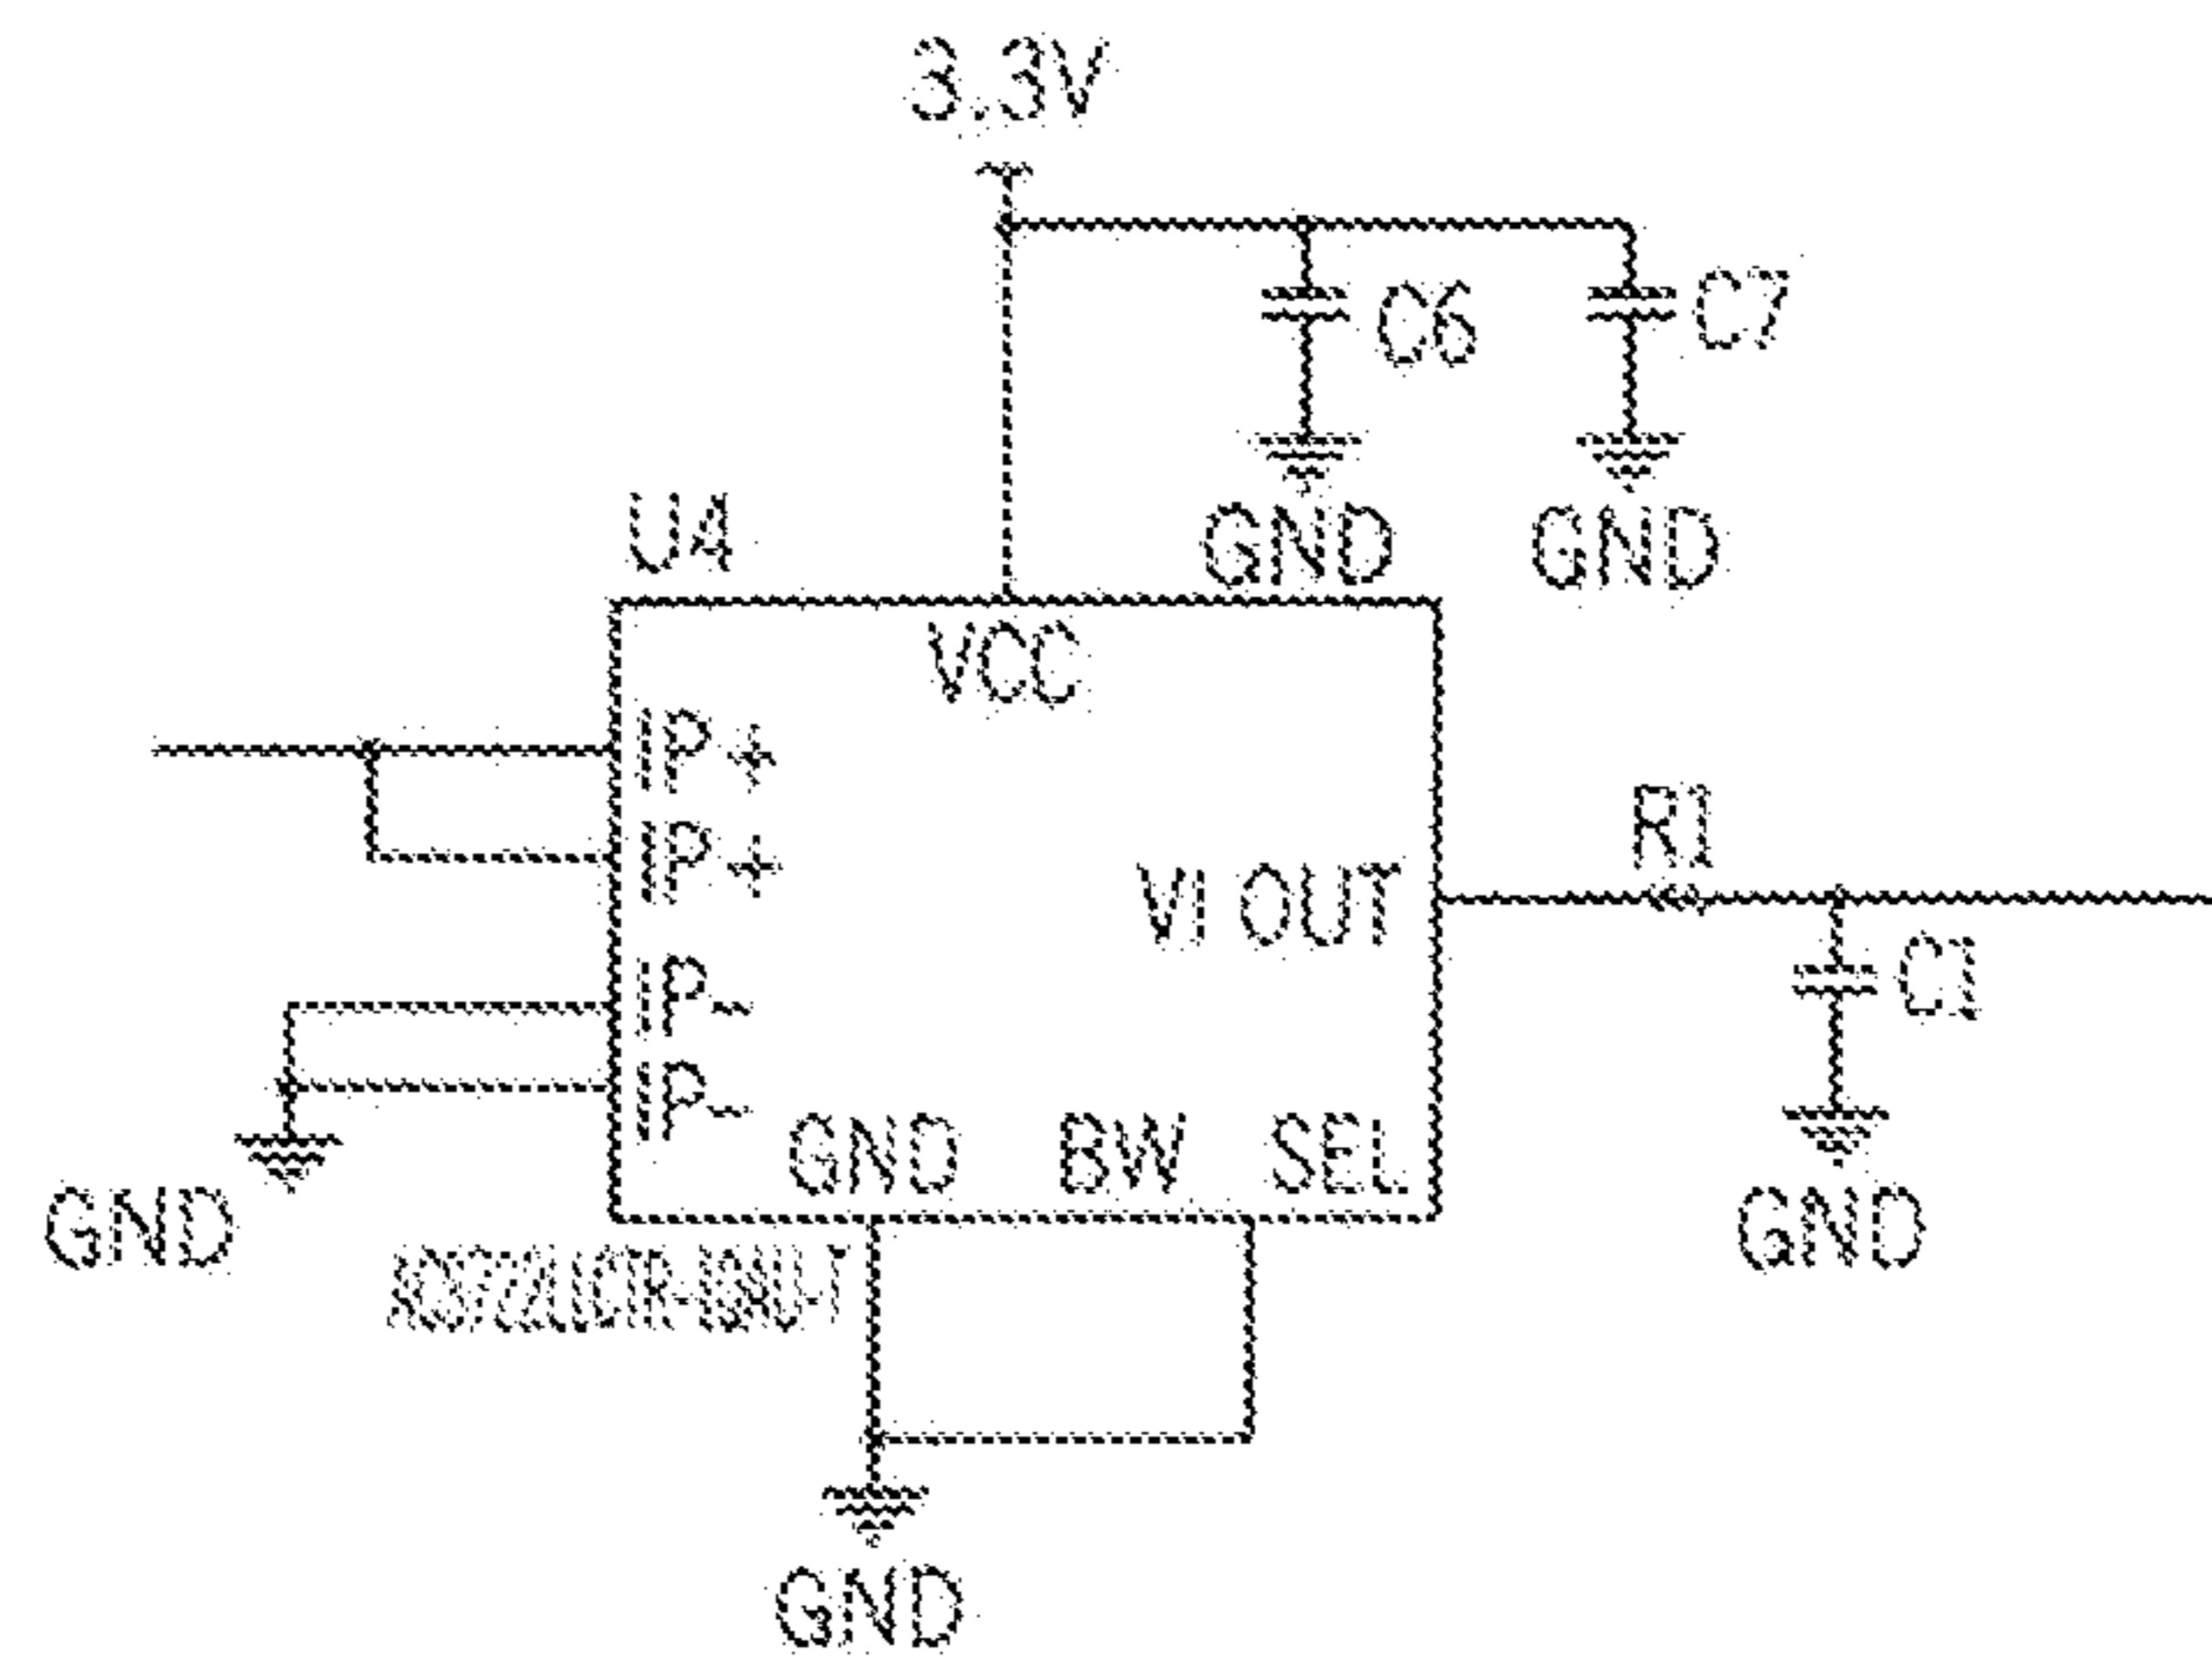 3.3V
C6
C7
GND
GND
U4
VCC
IP+
IP+
VI OUT
R1
IP-
C1
IP-
GND
BW SEL
GND
GND
GND